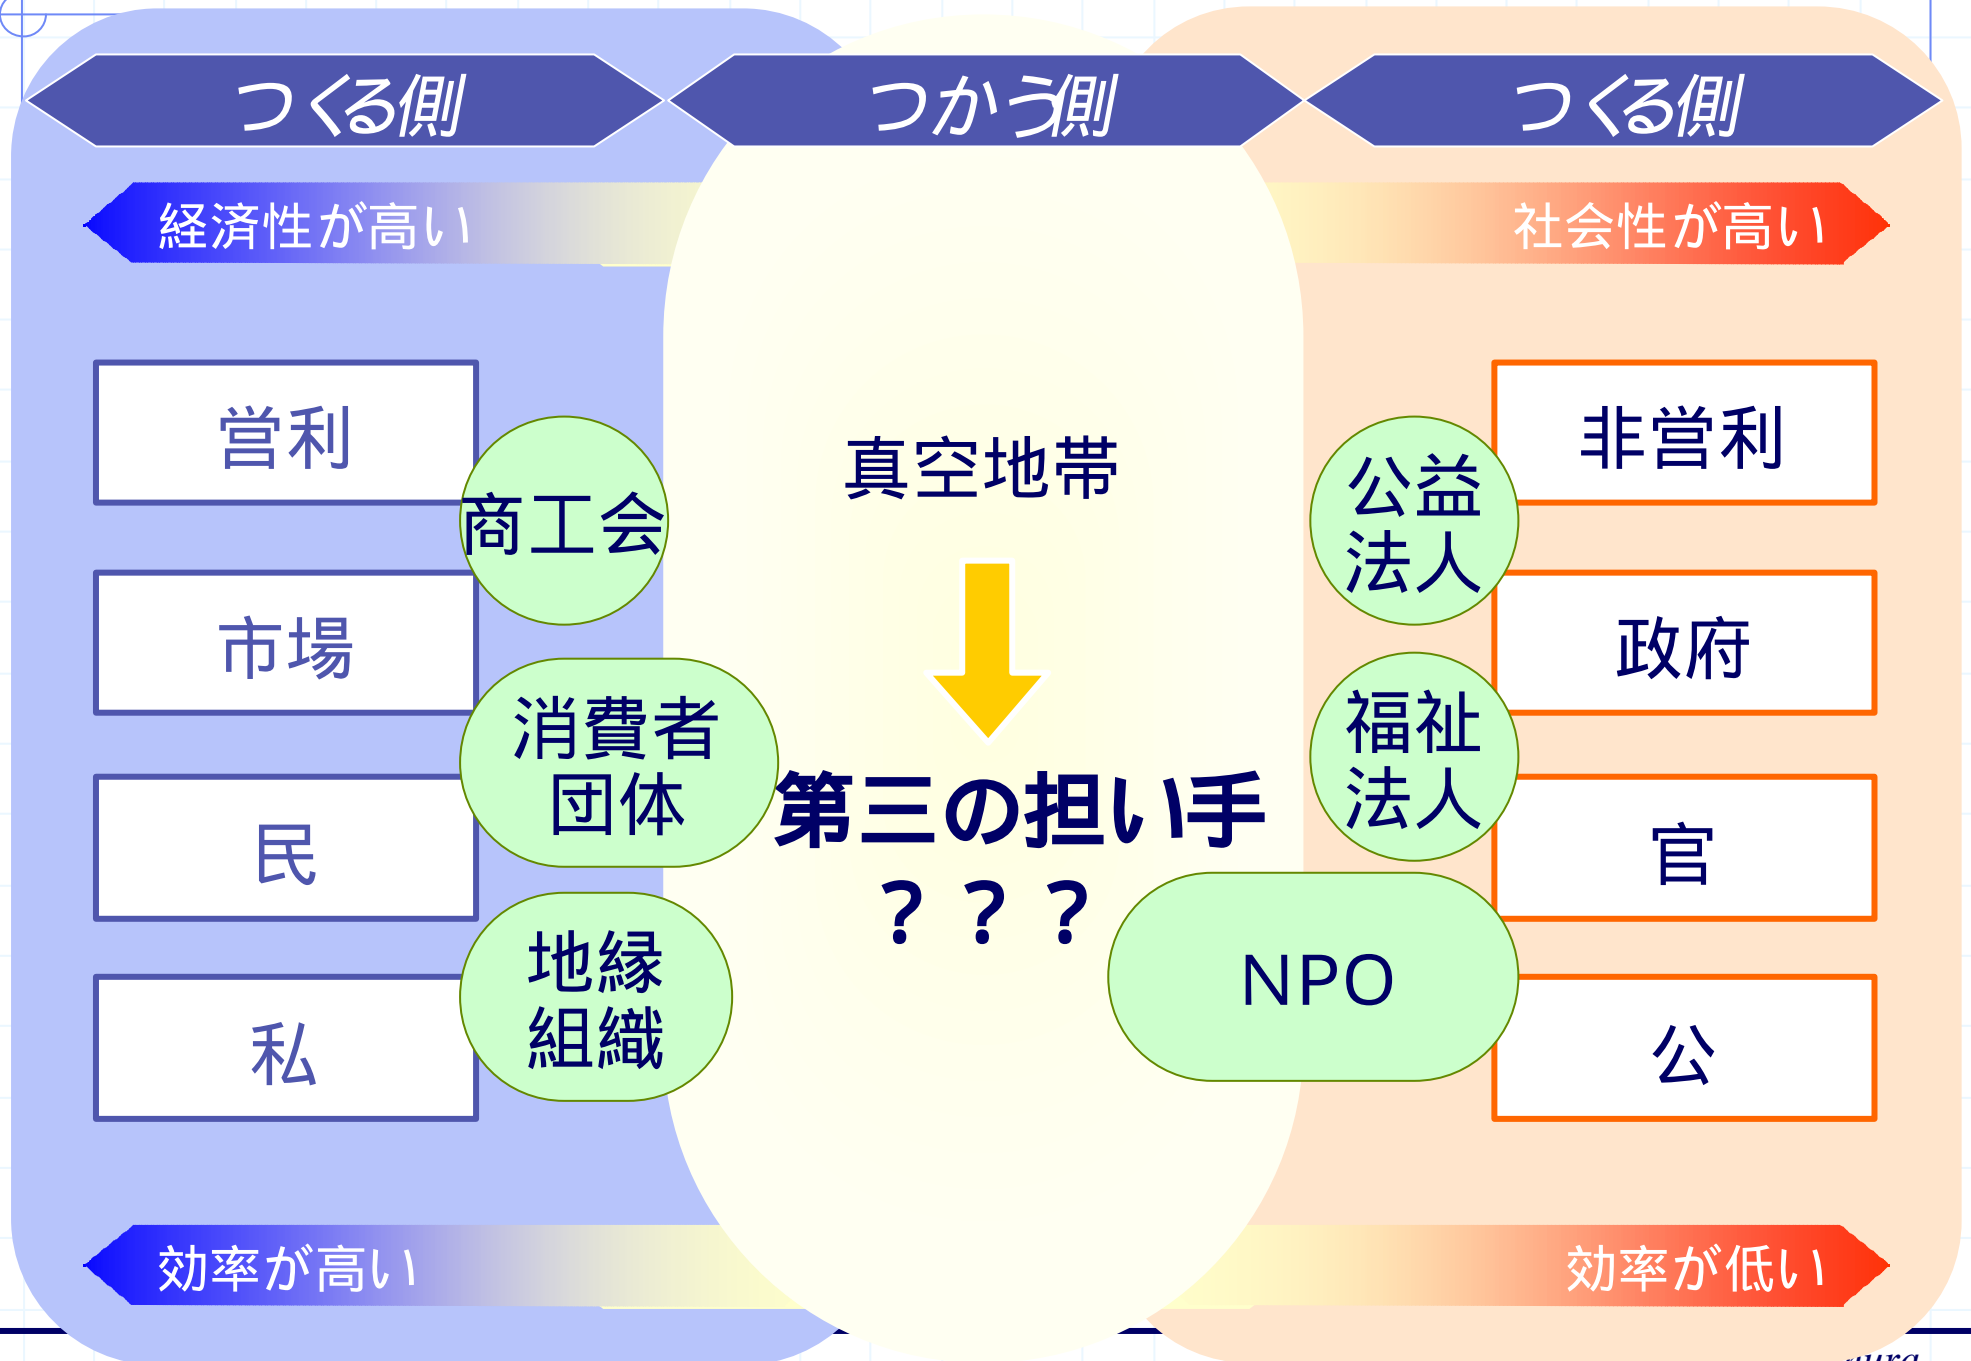 つくる側
つかう側
つくる側
経済性が高い
社会性が高い
営利
市場
民
私
商工会
消費者
団体
地縁
組織
真空地帯
第三の担い手
？？？
公益
法人
福祉
法人
NPO
非営利
政府
官
公
効率が高い
効率が低い